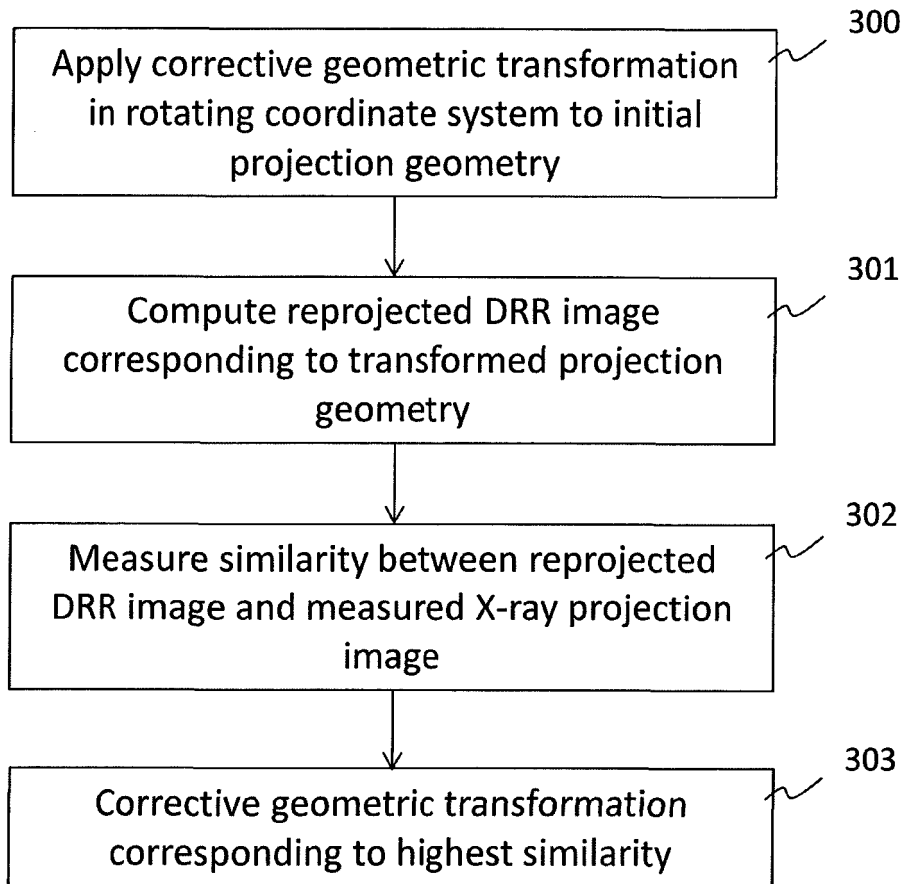 300
Apply corrective geometric transformation
in rotating coordinate system to initial
projection geometry
301
Compute reprojected DRR image
corresponding to transformed projection
geometry
302
Measure similarity between reprojected
DRR image and measured X-ray projection
image
303
Corrective geometric transformation
corresponding to highest similarity